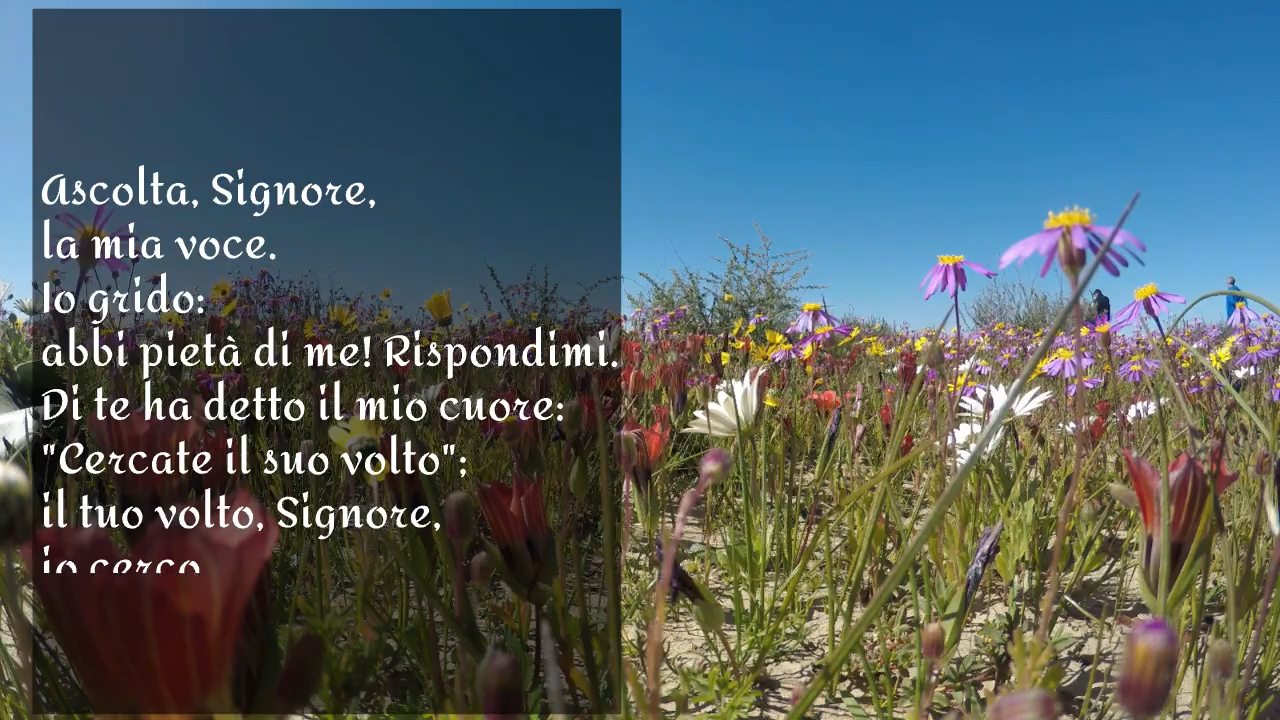 Ascolta, Signore,
la mia voce.
Io grido:
abbi pietà di me! Rispondimi.
Di te ha detto il mio cuore:
"Cercate il suo volto";
il tuo volto, Signore,
io cerco